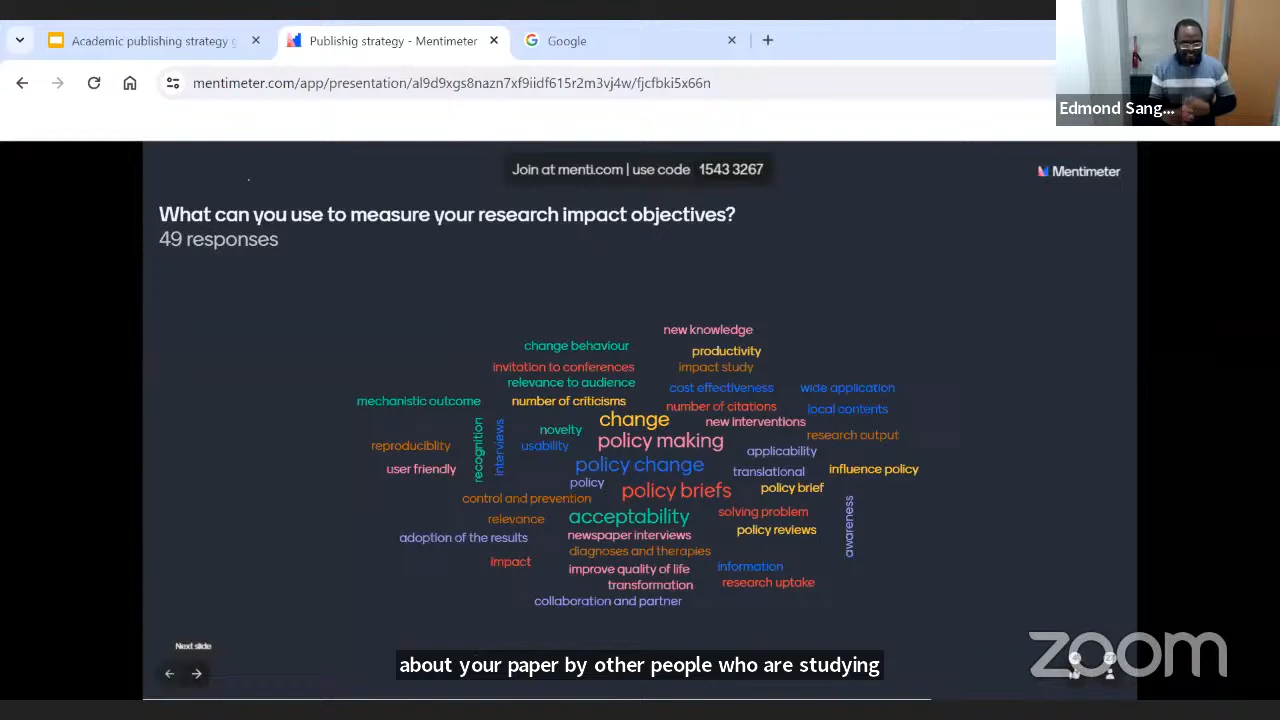 Academic publishing strategy g
Publishig strategy - Mentimeter
Google
mentimeter.com/app/presentation/al9d9xgs8nazn7xf9iidf615r2m3vj4w/fjcfbki5x66n
Edmond Sang...
Join at menti.com | use code 1543 3267
Mentimeter
What can you use to measure your research impact objectives?
49 responses
new knowledge
change behaviour
productivity
invitation to conferences
impact study
relevance to audience
cost effectiveness
wide application
mechanistic outcome
number of criticisms
number of citations
local contents
change
new interventions
recognition
interviews
novelty
research output
reproduciblity
usability
policy making
applicability
user friendly
policy change
translational
influence policy
policy
policy briefs
policy brief
control and prevention
awareness
relevance
acceptability
solving problem
policy reviews
adoption of the results
newspaper interviews
diagnoses and therapies
impact
improve quality of life
information
transformation
research uptake
collaboration and partner
Next slide
about your paper by other people who are studying
zoom